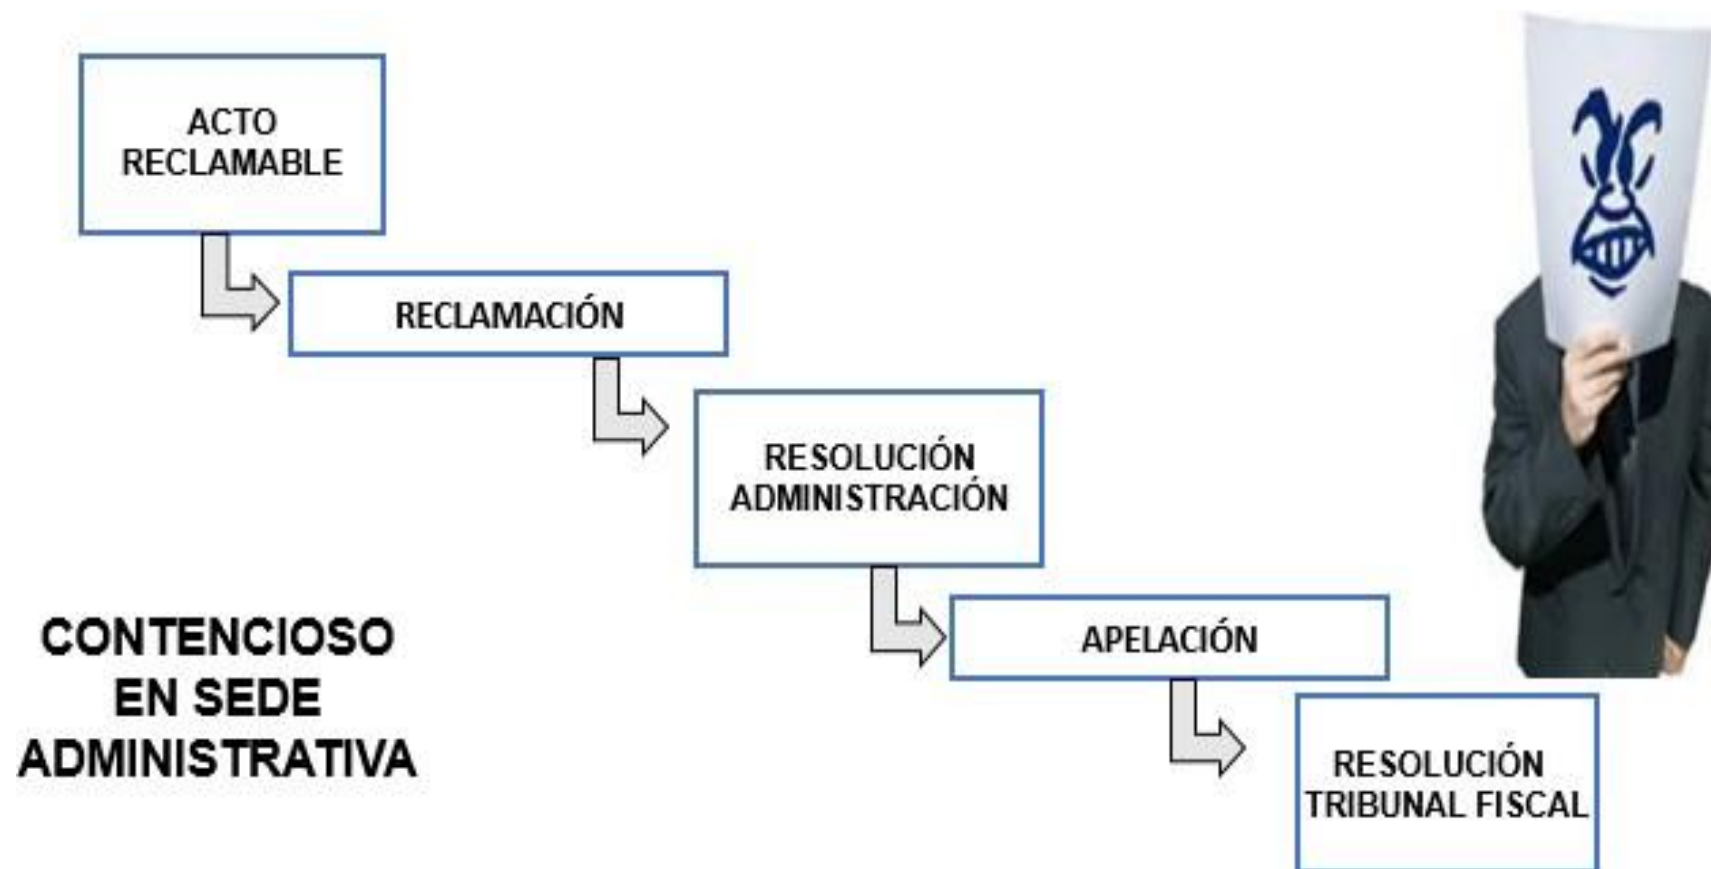 ACTO
RECLAMABLE
RECLAMACIÓN
RESOLUCIÓN
ADMINISTRACIÓN
APELACIÓN
RESOLUCIÓN
TRIBUNAL FISCAL
CONTENCIOSO
EN SEDE
ADMINISTRATIVA